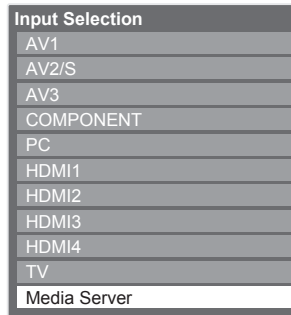 Input Selection
AV1
AV2/S
AV3
COMPONENT
PC
HDMI1
HDMI2
HDMI3
HDMI4
TV
Media Server